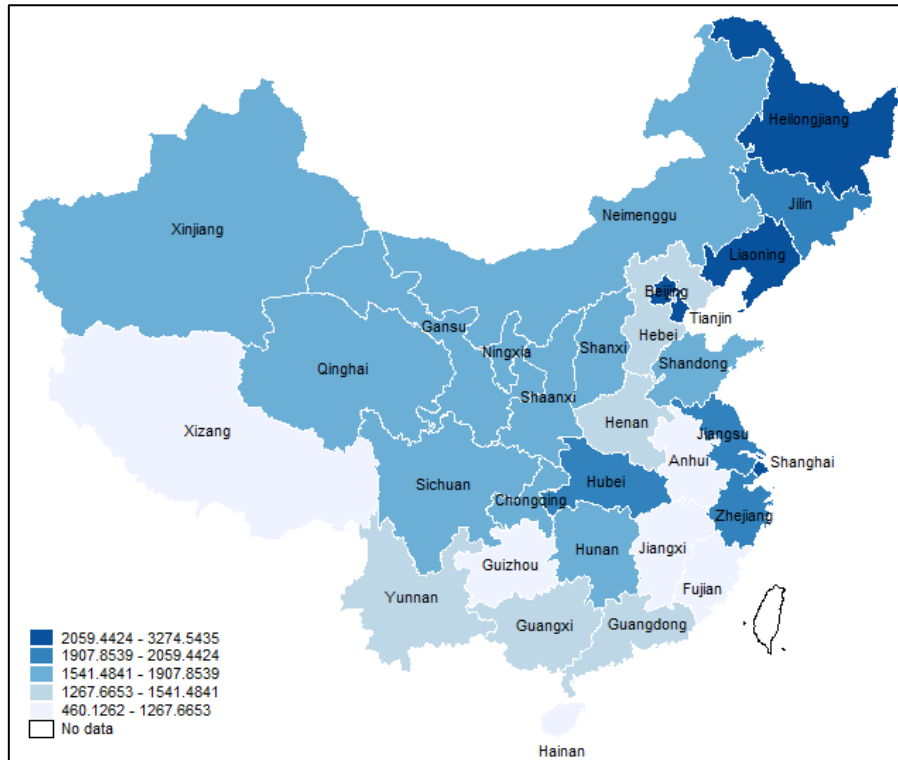 Heilongjiang
Jilin
Xinjiang
Neimenggu
Liaoning
Beijing
Tianjin
Gansu
Hebei
Ningxia
Shanxi
Shandong
Qinghai
Shaanxi
Henan
Xizang
Jiangsu
Anhui
Shanghai
Sichuan
Hubei
Chongqing
Zhejiang
Hunan
Jiangxi
Guizhou
Fujian
Yunnan
Guangxi
Guangdong
2059.4424 - 3274.5435
1907.8539 - 2059.4424
1541.4841 - 1907.8539
1267.6653 - 1541.4841
460.1262 - 1267.6653
No data
Hainan